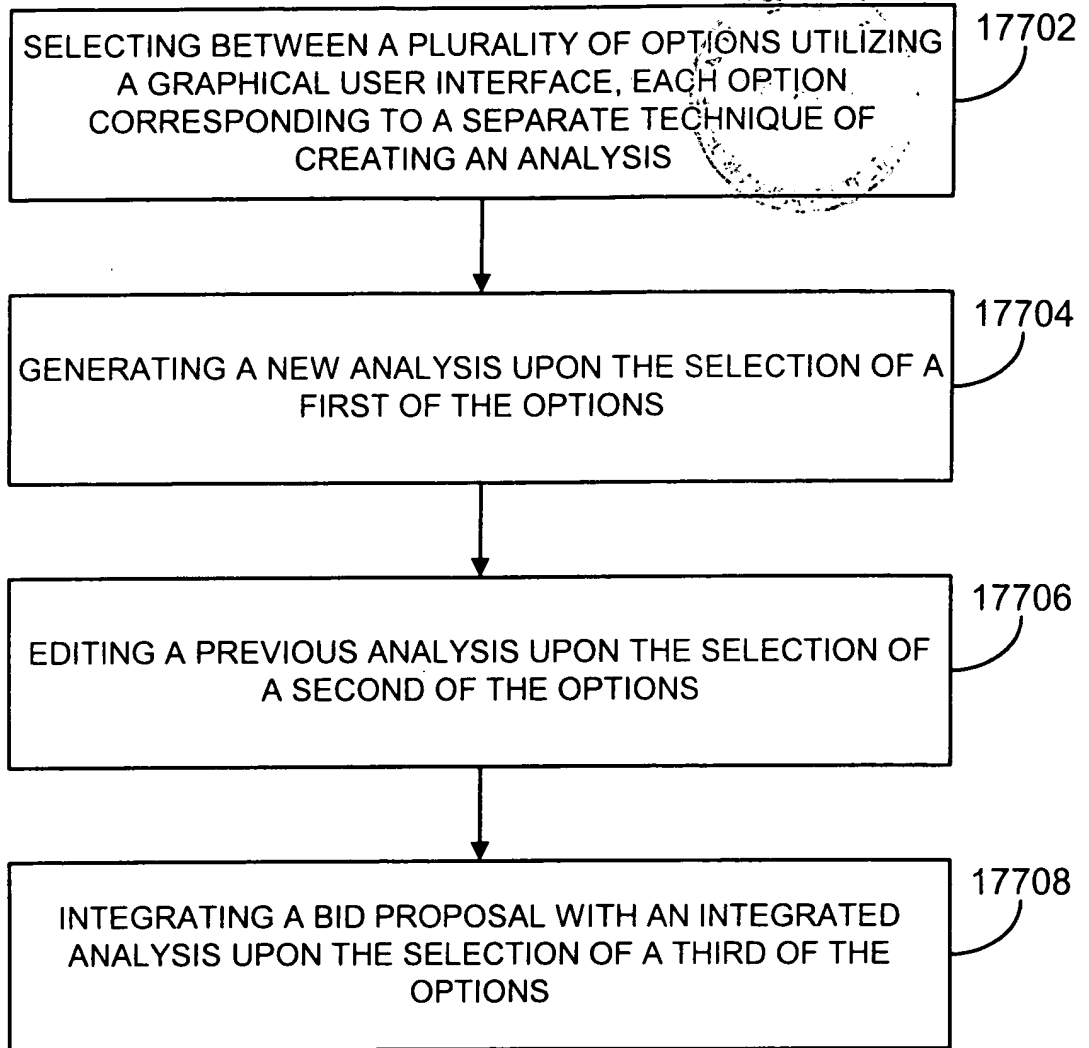 SELECTING BETWEEN A PLURALITY OF OPTIONS UTILIZING
A GRAPHICAL USER INTERFACE, EACH OPTION
CORRESPONDING TO A SEPARATE TECHNIQUE OF
CREATING AN ANALYSIS
17702
GENERATING A NEW ANALYSIS UPON THE SELECTION OF A
FIRST OF THE OPTIONS
17704
EDITING A PREVIOUS ANALYSIS UPON THE SELECTION OF
A SECOND OF THE OPTIONS
17706
INTEGRATING A BID PROPOSAL WITH AN INTEGRATED
ANALYSIS UPON THE SELECTION OF A THIRD OF THE
OPTIONS
17708